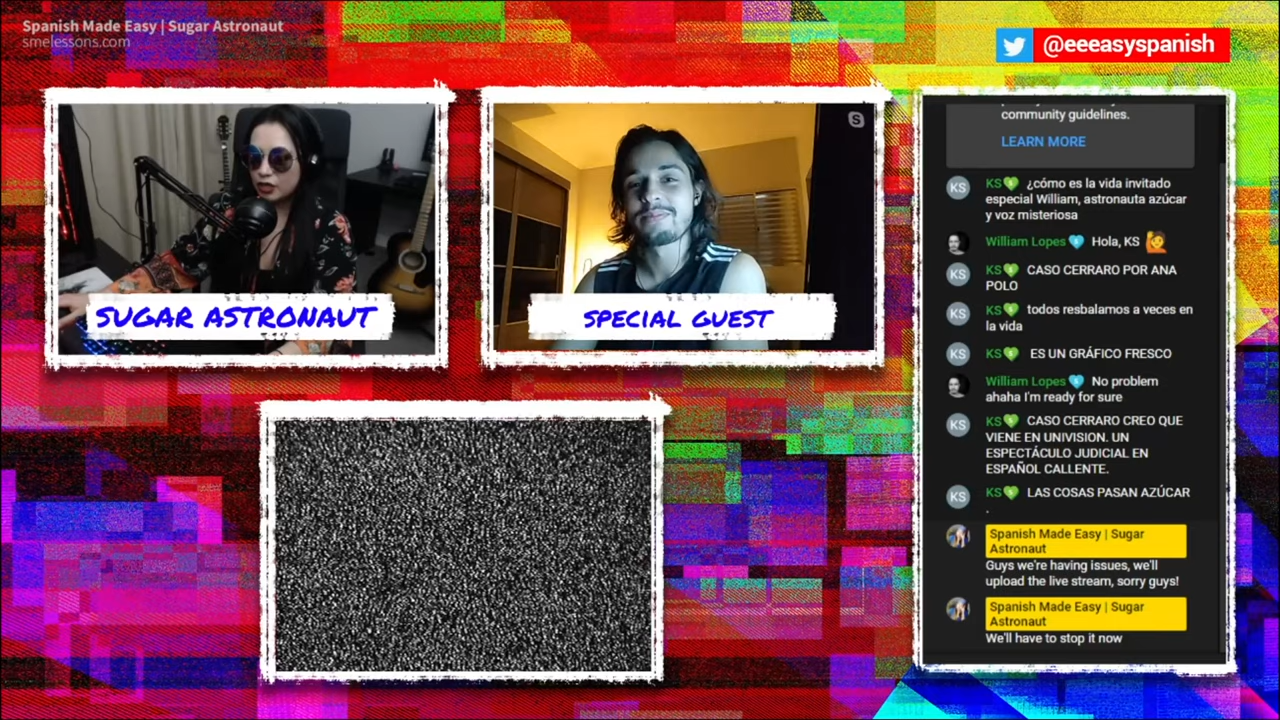 Spanish Made Easy | Sugar Astronaut
smelessons.com
@eeeasyspanish
SUGAR ASTRONAUT
SPECIAL GUEST
community guidelines.
LEARN MORE
KS
KS ¿cómo es la vida invitado
especial William, astronauta azúcar
y voz misteriosa
William Lopes Hola, KS
KS
KS CASO CERRARO POR ANA
POLO
KS
KS todos resbalamos a veces en
la vida
KS
KS ES UN GRÁFICO FRESCO
William Lopes No problem
ahaha I'm ready for sure
KS
KS CASO CERRARO CREO QUE
VIENE EN UNIVISION. UN
ESPECTÁCULO JUDICIAL EN
ESPAÑOL CALLENTE.
KS
KS LAS COSAS PASAN AZÚCAR
.
Spanish Made Easy | Sugar
Astronaut
Guys we're having issues, we'll
upload the live stream, sorry guys!
Spanish Made Easy | Sugar
Astronaut
We'll have to stop it now